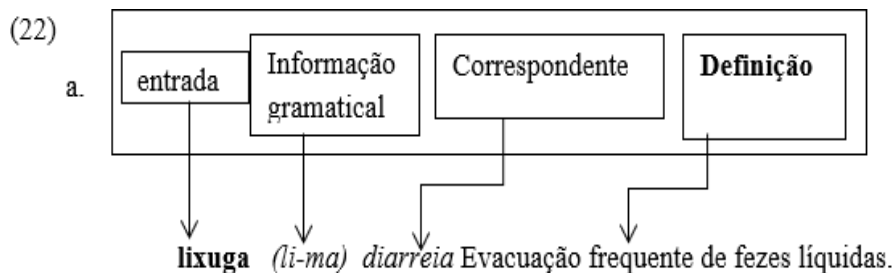 (22)
a.
entrada
Informação
gramatical
Correspondente
Definição
lixuga (li-ma) diarreia Evacuação frequente de fezes líquidas.